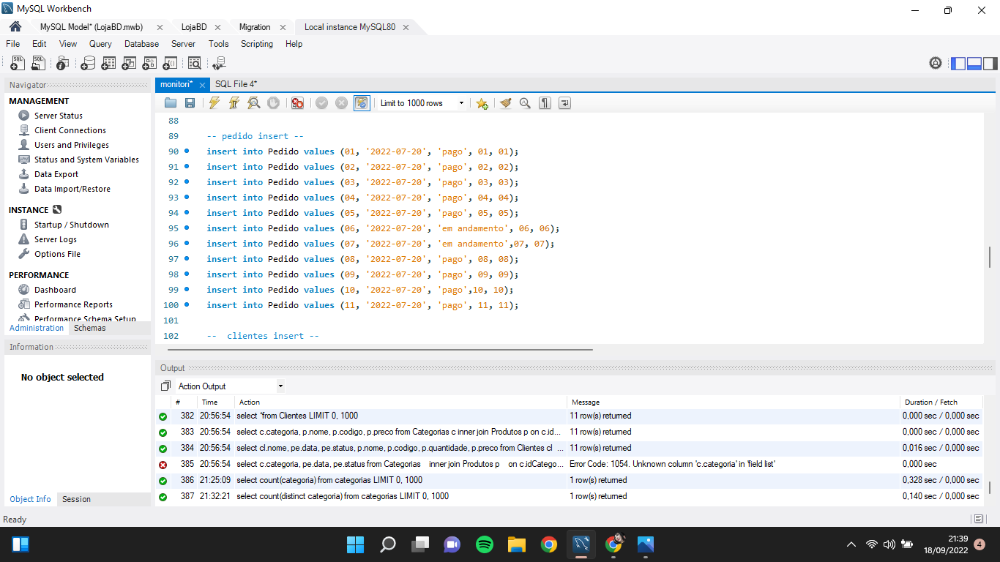 MySQL Workbench
MySQL Model* (LojaBD.mwb)
LojaBD
Migration
Local instance MySQL80
File Edit View Query Database Server Tools Scripting Help
Navigator
MANAGEMENT
Server Status
Client Connections
Users and Privileges
Status and System Variables
Data Export
Data Import/Restore
INSTANCE
Startup / Shutdown
Server Logs
Options File
PERFORMANCE
Dashboard
Performance Reports
Performance Schema Setup
Administration Schemas
Information
No object selected
Object Info Session
monitori* SQL File 4*
Limit to 1000 rows
88
89 -- pedido insert --
90 insert into Pedido values (01, '2022-07-20', 'pago', 01, 01);
91 insert into Pedido values (02, '2022-07-20', 'pago', 02, 02);
92 insert into Pedido values (03, '2022-07-20', 'pago', 03, 03);
93 insert into Pedido values (04, '2022-07-20', 'pago', 04, 04);
94 insert into Pedido values (05, '2022-07-20', 'pago', 05, 05);
95 insert into Pedido values (06, '2022-07-20', 'em andamento', 06, 06);
96 insert into Pedido values (07, '2022-07-20', 'em andamento',07, 07);
97 insert into Pedido values (08, '2022-07-20', 'pago', 08, 08);
98 insert into Pedido values (09, '2022-07-20', 'pago', 09, 09);
99 insert into Pedido values (10, '2022-07-20', 'pago',10, 10);
100 insert into Pedido values (11, '2022-07-20', 'pago', 11, 11);
101
102 --  clientes insert --
Output
Action Output
# Time Action Message Duration / Fetch
382 20:56:54 select *from Clientes LIMIT 0, 1000 11 row(s) returned 0,000 sec / 0,000 sec
383 20:56:54 select c.categoria, p.nome, p.codigo, p.preco from Categorias c inner join Produtos p on c.id... 11 row(s) returned 0,000 sec / 0,000 sec
384 20:56:54 select cl.nome, pe.data, pe.status, p.nome, p.codigo, p.quantidade, p.preco from Clientes cl ... 11 row(s) returned 0,016 sec / 0,000 sec
385 20:56:54 select c.categoria, pe.data, pe.status from Categorias inner join Produtos p on c.idCatego... Error Code: 1054. Unknown column 'c.categoria' in 'field list' 0,000 sec
386 21:25:09 select count(categoria) from categorias LIMIT 0, 1000 1 row(s) returned 0,328 sec / 0,000 sec
387 21:32:21 select count(distinct categoria) from categorias LIMIT 0, 1000 1 row(s) returned 0,140 sec / 0,000 sec
Ready
21:39
18/09/2022
4